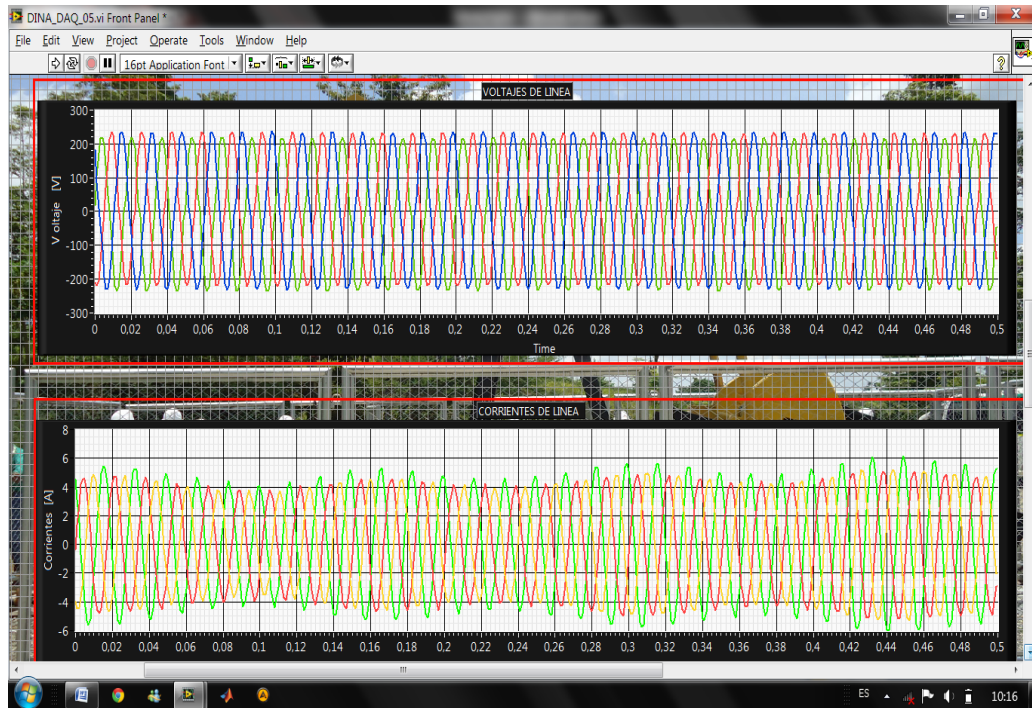 DINA_DAQ_05.vi Front Panel *
File Edit View Project Operate Tools Window Help
16pt Application Font
VOLTAJES DE LINEA
300
200
100
0
-100
-200
-300
Voltaje [V]
0 0,02 0,04 0,06 0,08 0,1 0,12 0,14 0,16 0,18 0,2 0,22 0,24 0,26 0,28 0,3 0,32 0,34 0,36 0,38 0,4 0,42 0,44 0,46 0,48 0,5
Time
CORRIENTES DE LINEA
8
6
4
2
0
-2
-4
-6
Corrientes [A]
0 0,02 0,04 0,06 0,08 0,1 0,12 0,14 0,16 0,18 0,2 0,22 0,24 0,26 0,28 0,3 0,32 0,34 0,36 0,38 0,4 0,42 0,44 0,46 0,48 0,5
ES 10:16